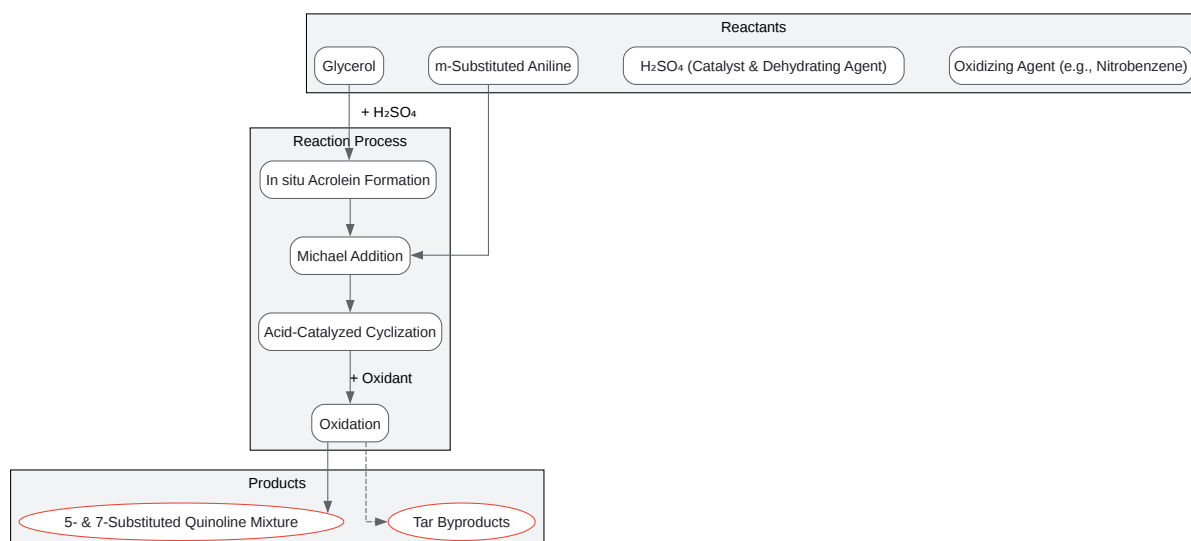 Reactants
Glycerol
m-Substituted Aniline
H₂SO₄ (Catalyst & Dehydrating Agent)
Oxidizing Agent (e.g., Nitrobenzene)
+ H₂SO₄
Reaction Process
In situ Acrolein Formation
Michael Addition
Acid-Catalyzed Cyclization
+ Oxidant
Oxidation
Products
5- & 7-Substituted Quinoline Mixture
Tar Byproducts